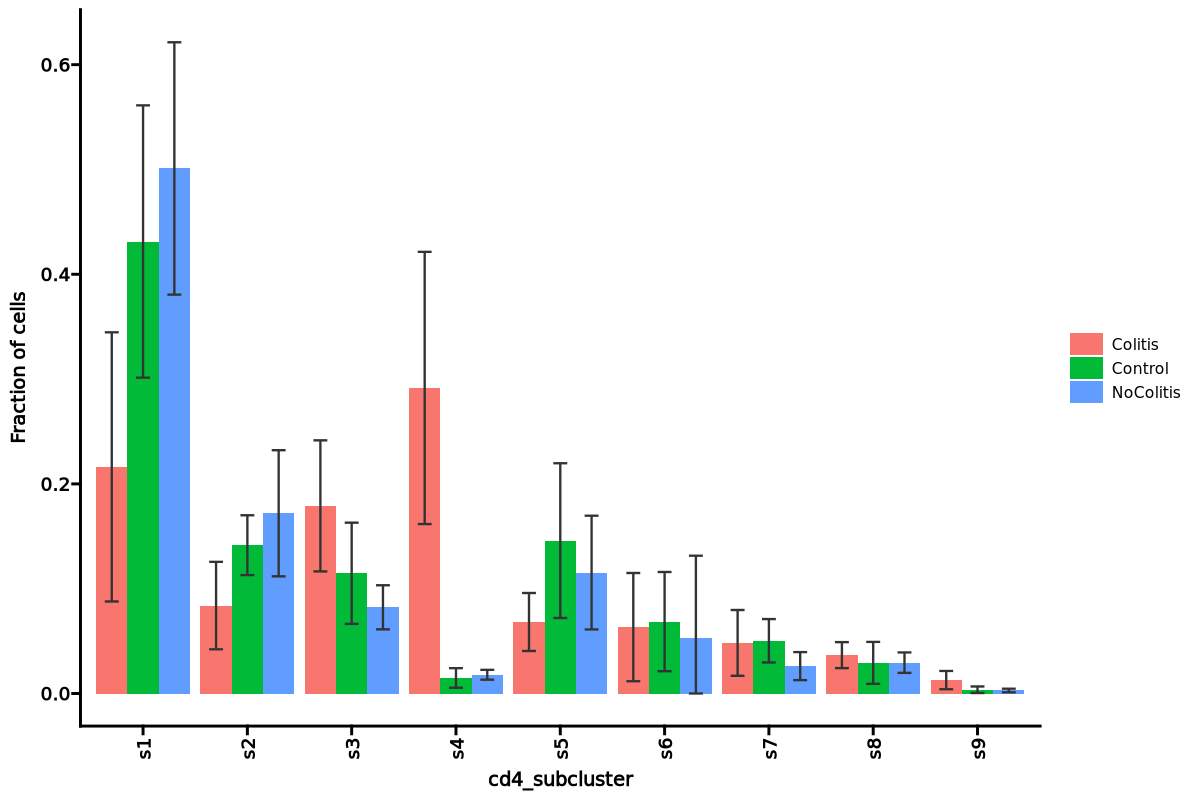 0.6
0.4
0.2
0.0
Fraction of cells
s1 s2 s3 s4 s5 s6 s7 s8 s9
cd4_subcluster
Colitis
Control
NoColitis